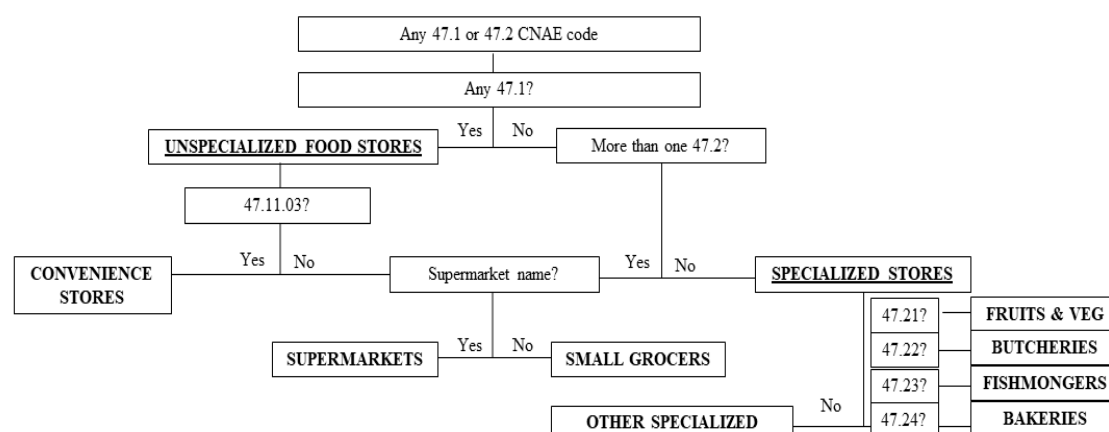 Any 47.1 or 47.2 CNAE code
Any 47.1?
Yes
No
UNSPECIALIZED FOOD STORES
More than one 47.2?
47.11.03?
Yes
No
Yes
No
CONVENIENCE
STORES
Supermarket name?
SPECIALIZED STORES
47.21?
FRUITS & VEG
SUPERMARKETS
Yes
No
SMALL GROCERS
47.22?
BUTCHERIES
47.23?
FISHMONGERS
No
OTHER SPECIALIZED
47.24?
BAKERIES